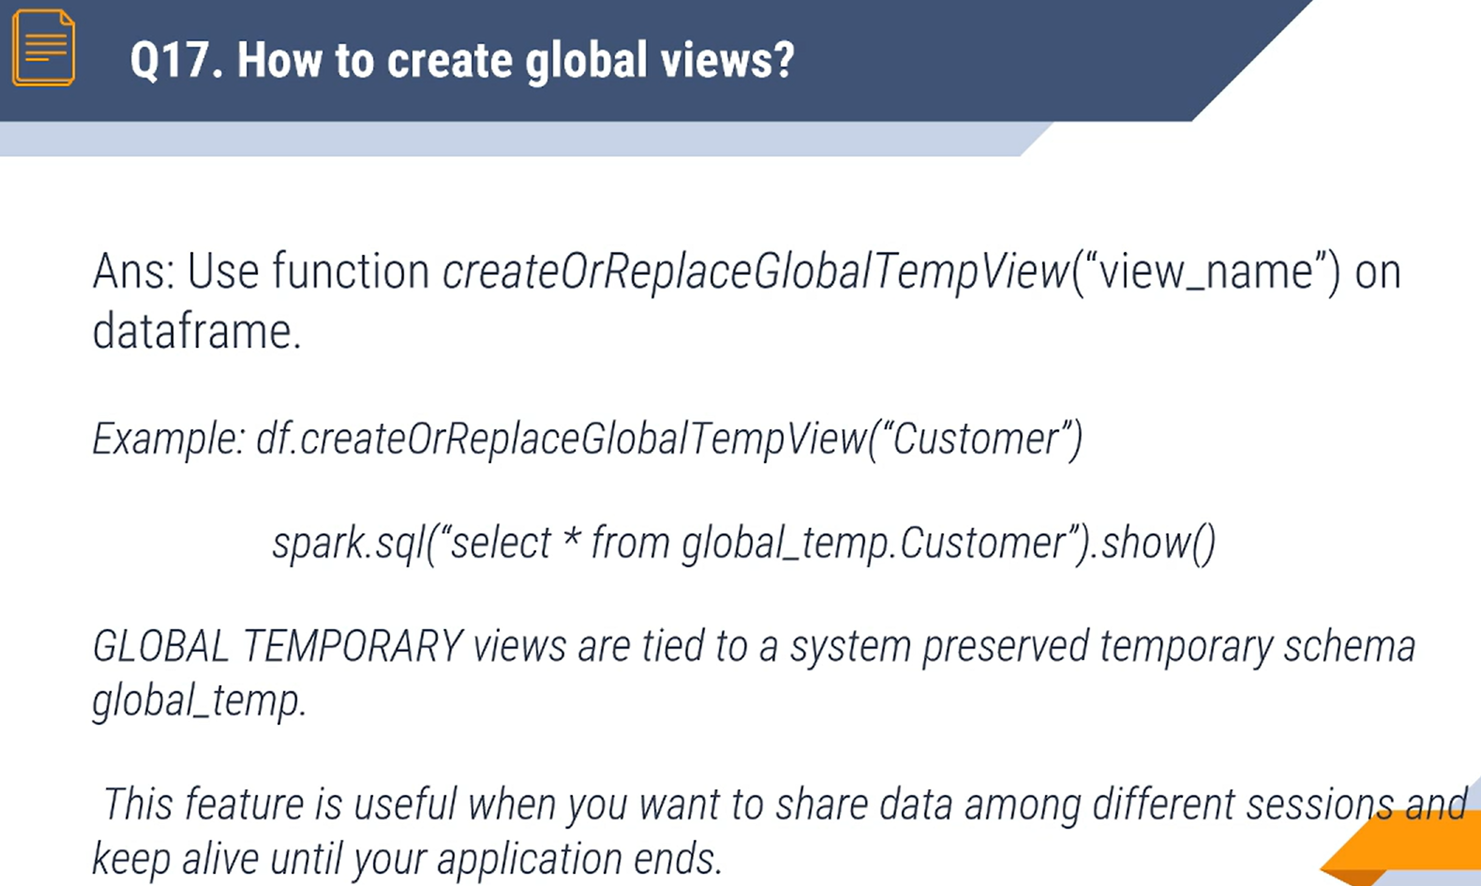 Q17. How to create global views?
Ans: Use function createOrReplaceGlobalTempView(“view_name”) on
dataframe.
Example: df.createOrReplaceGlobalTempView(“Customer”)
spark.sql(“select * from global_temp.Customer”).show()
GLOBAL TEMPORARY views are tied to a system preserved temporary schema
global_temp.
This feature is useful when you want to share data among different sessions and
keep alive until your application ends.